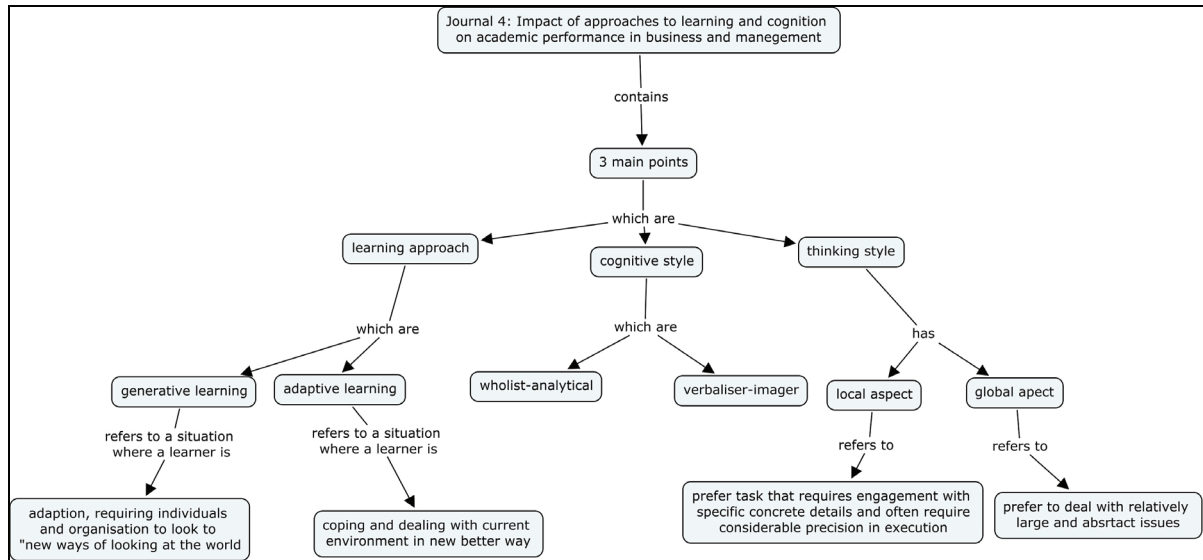 Journal 4: Impact of approaches to learning and cognition
on academic performance in business and manegement
contains
3 main points
which are
learning approach
cognitive style
thinking style
which are
which are
has
generative learning
adaptive learning
wholist-analytical
verbaliser-imager
local aspect
global apect
refers to a situation
where a learner is
refers to a situation
where a learner is
refers to
refers to
adaption, requiring individuals
and organisation to look to
"new ways of looking at the world
coping and dealing with current
environment in new better way
prefer task that requires engagement with
specific concrete details and often require
considerable precision in execution
prefer to deal with relatively
large and absrtact issues